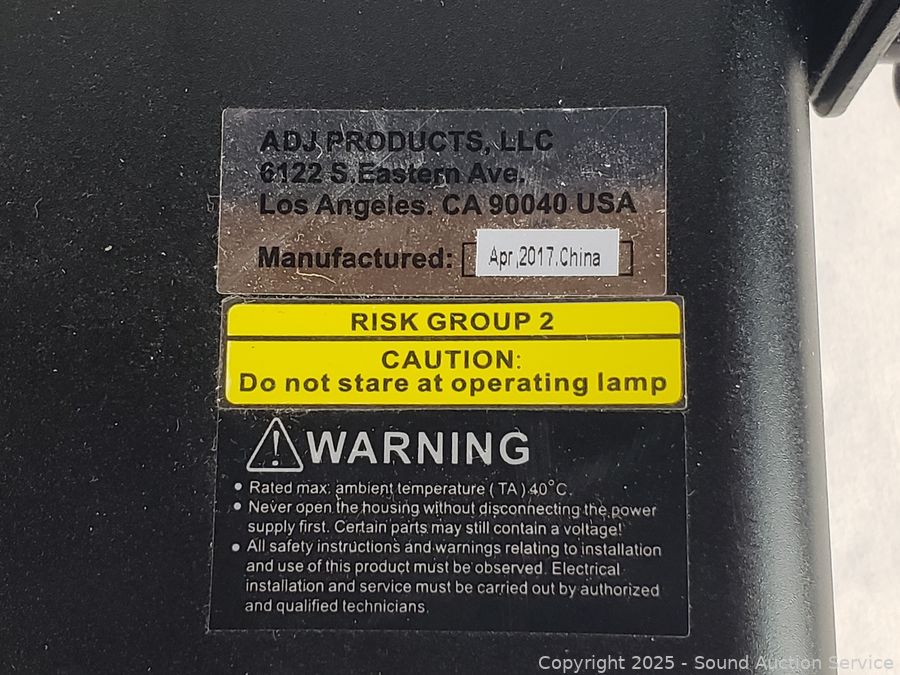 ADJ PRODUCTS, LLC
6122 S.Eastern Ave.
Los Angeles. CA 90040 USA
Manufactured: Apr,2017.China
RISK GROUP 2
CAUTION:
Do not stare at operating lamp
WARNING
• Rated max. ambient temperature ( TA ) 40°C.
• Never open the housing without disconnecting the power
supply first. Certain parts may still contain a voltage!
• All safety instructions and warnings relating to installation
and use of this product must be observed. Electrical
installation and service must be carried out by authorized
and qualified technicians.
Copyright 2025 - Sound Auction Service